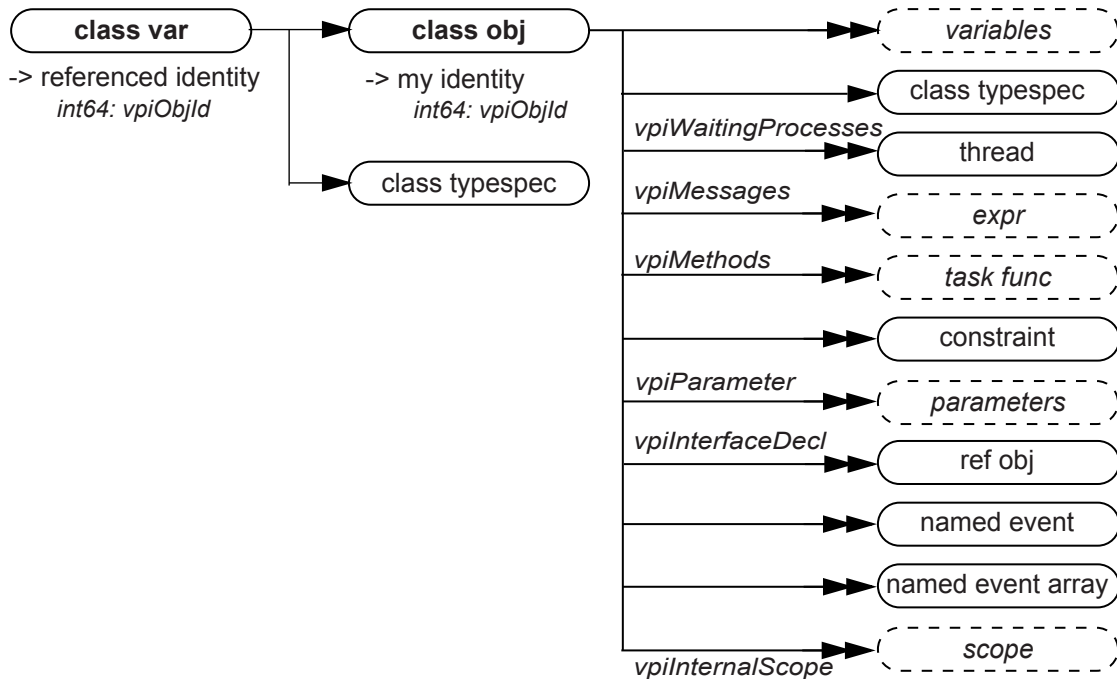 class var
-> referenced identity
int64: vpiObjId
class obj
-> my identity
int64: vpiObjId
class typespec
variables
class typespec
vpiWaitingProcesses
thread
vpiMessages
expr
vpiMethods
task func
constraint
vpiParameter
parameters
vpiInterfaceDecl
ref obj
named event
named event array
vpiInternalScope
scope